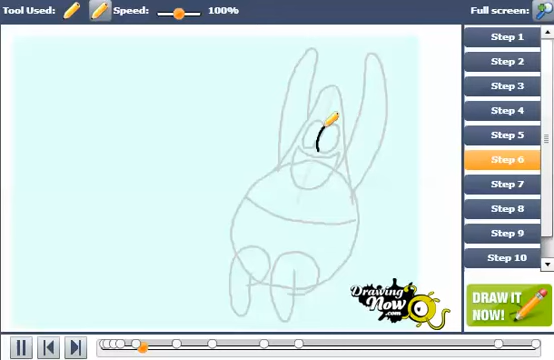 Tool Used: Speed: 100% Full screen:
Step 1
Step 2
Step 3
Step 4
Step 5
Step 6
Step 7
Step 8
Step 9
Step 10
Drawing
Now
.com
DRAW IT
NOW!